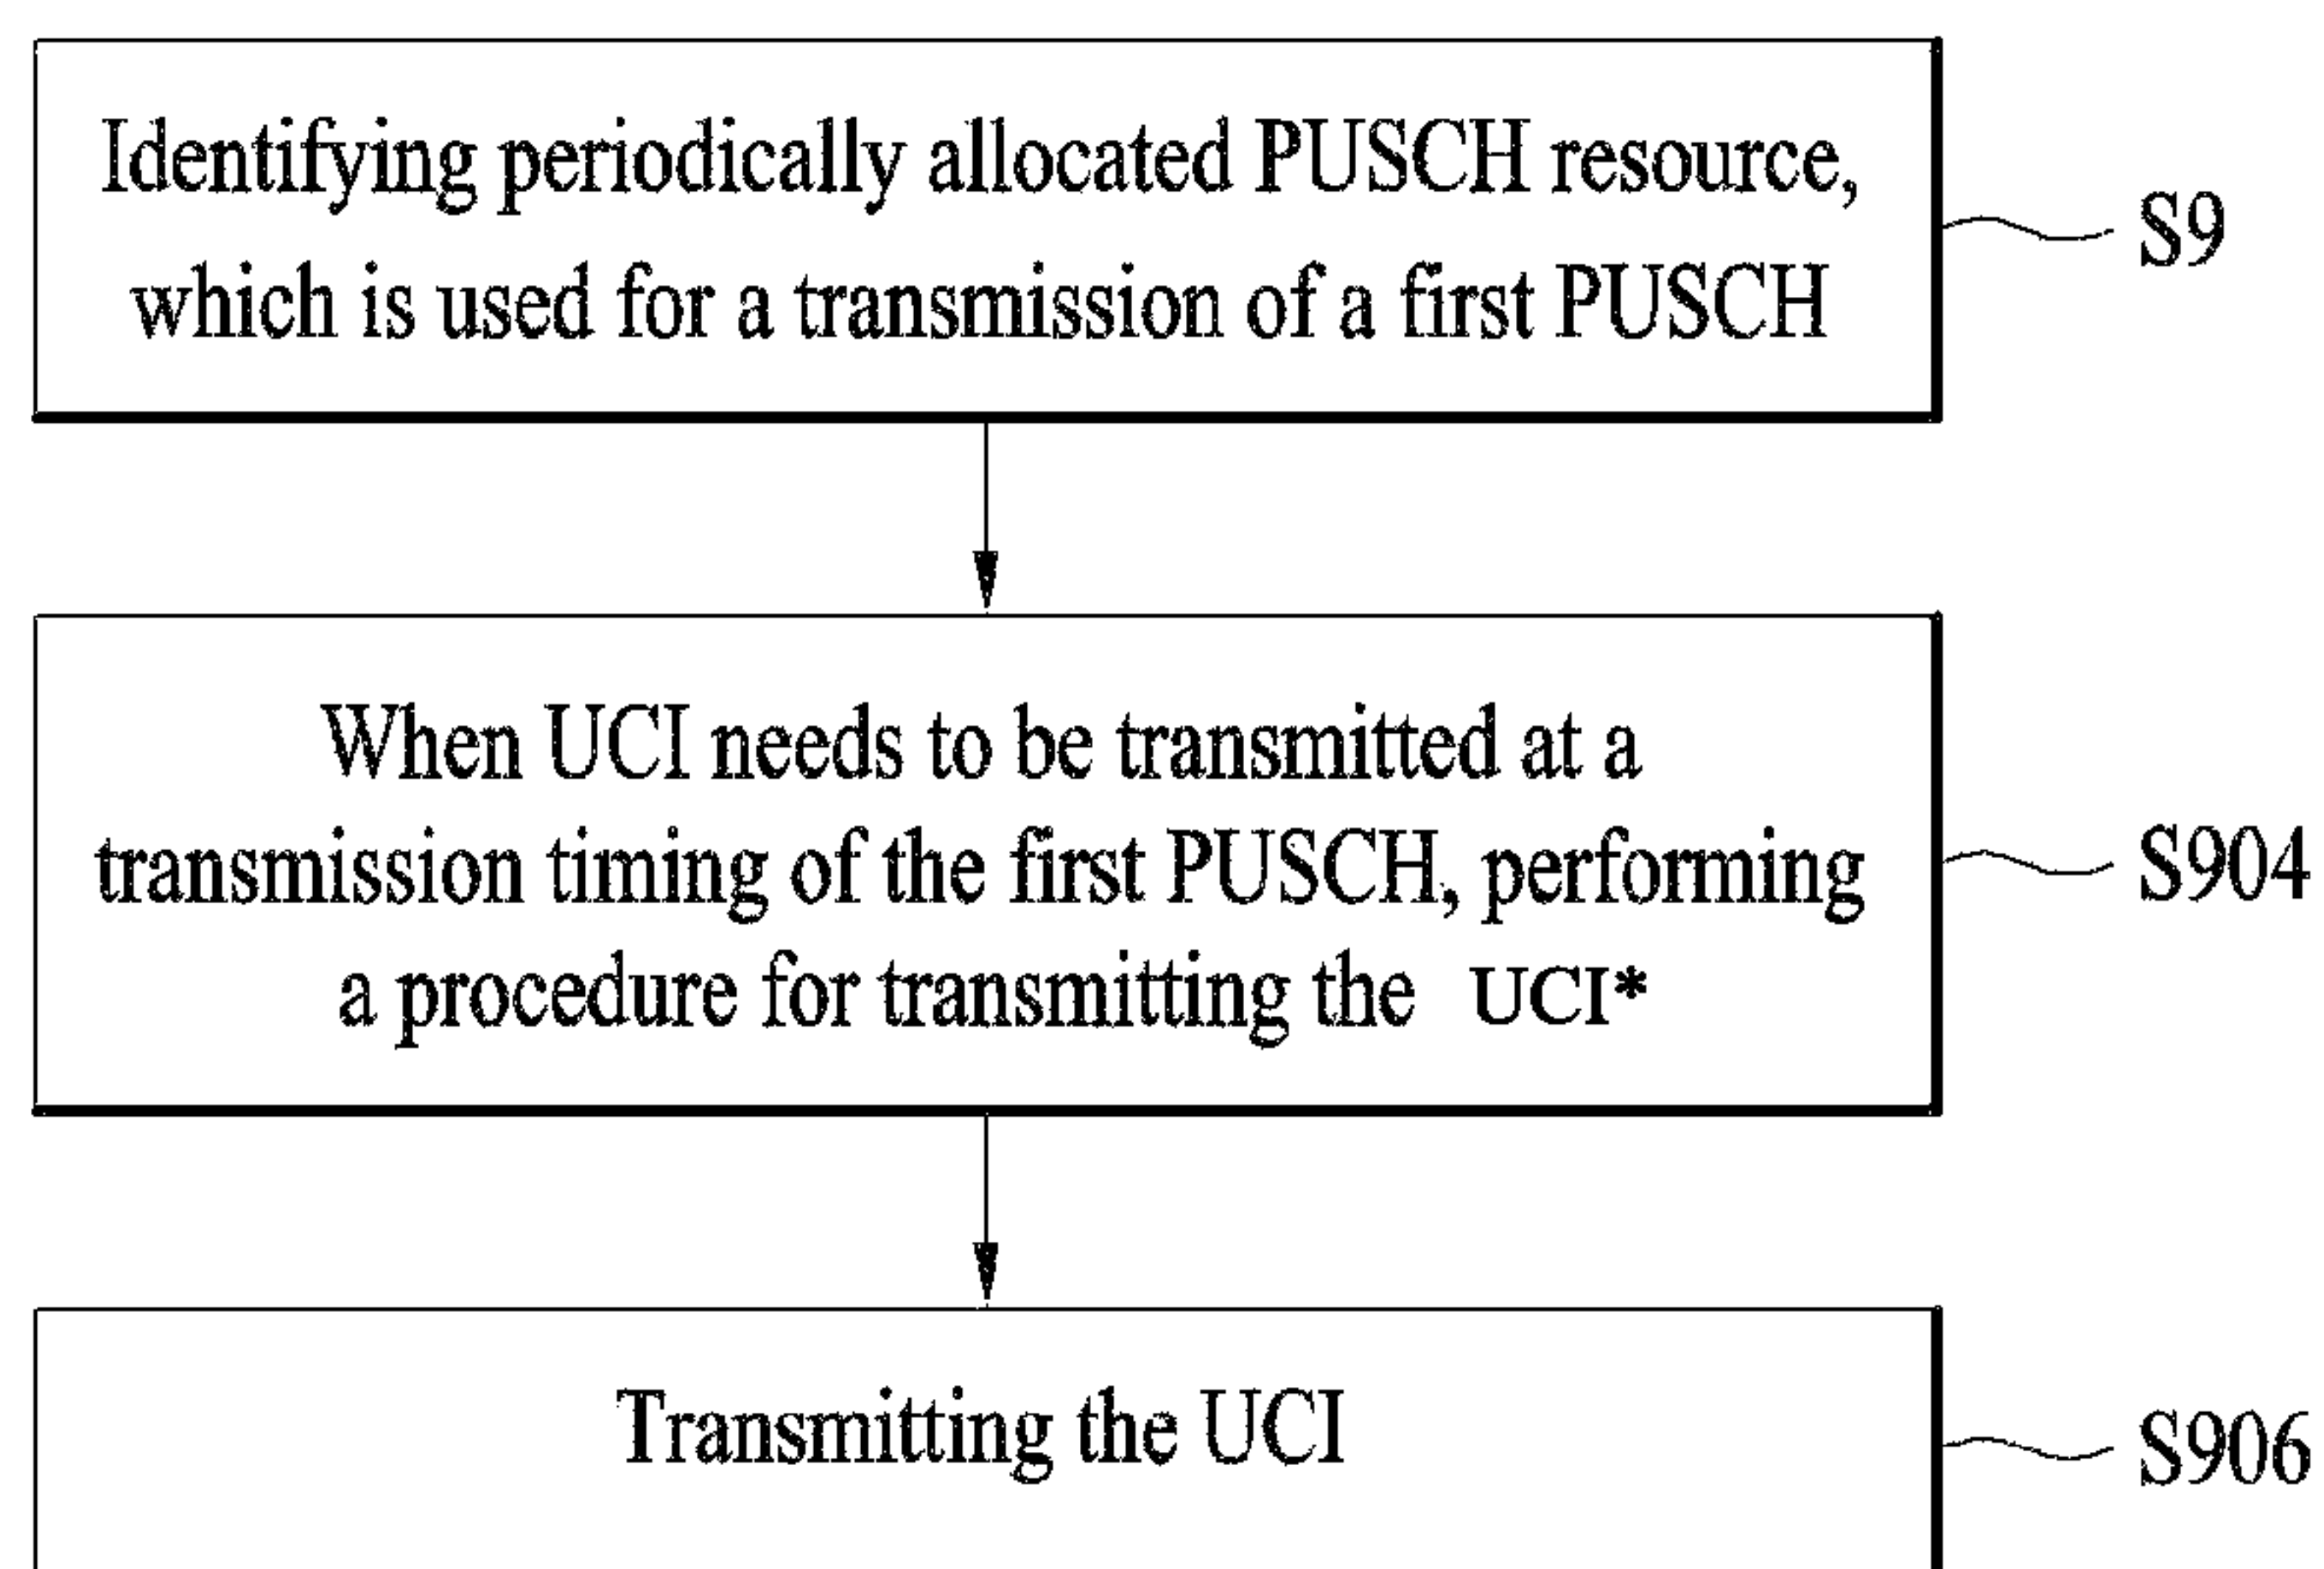 Identifying periodically allocated PUSCH resource,
which is used for a transmission of a first PUSCH
S9
When UCI needs to be transmitted at a
transmission timing of the first PUSCH, performing
a procedure for transmitting the UCI*
S904
Transmitting the UCI
S906